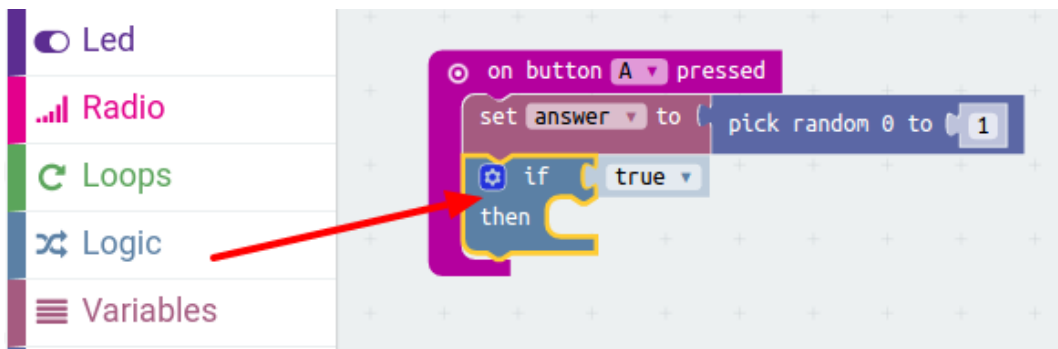 Led
Radio
Loops
Logic
Variables
on button A pressed
set answer to pick random 0 to 1
if true
then